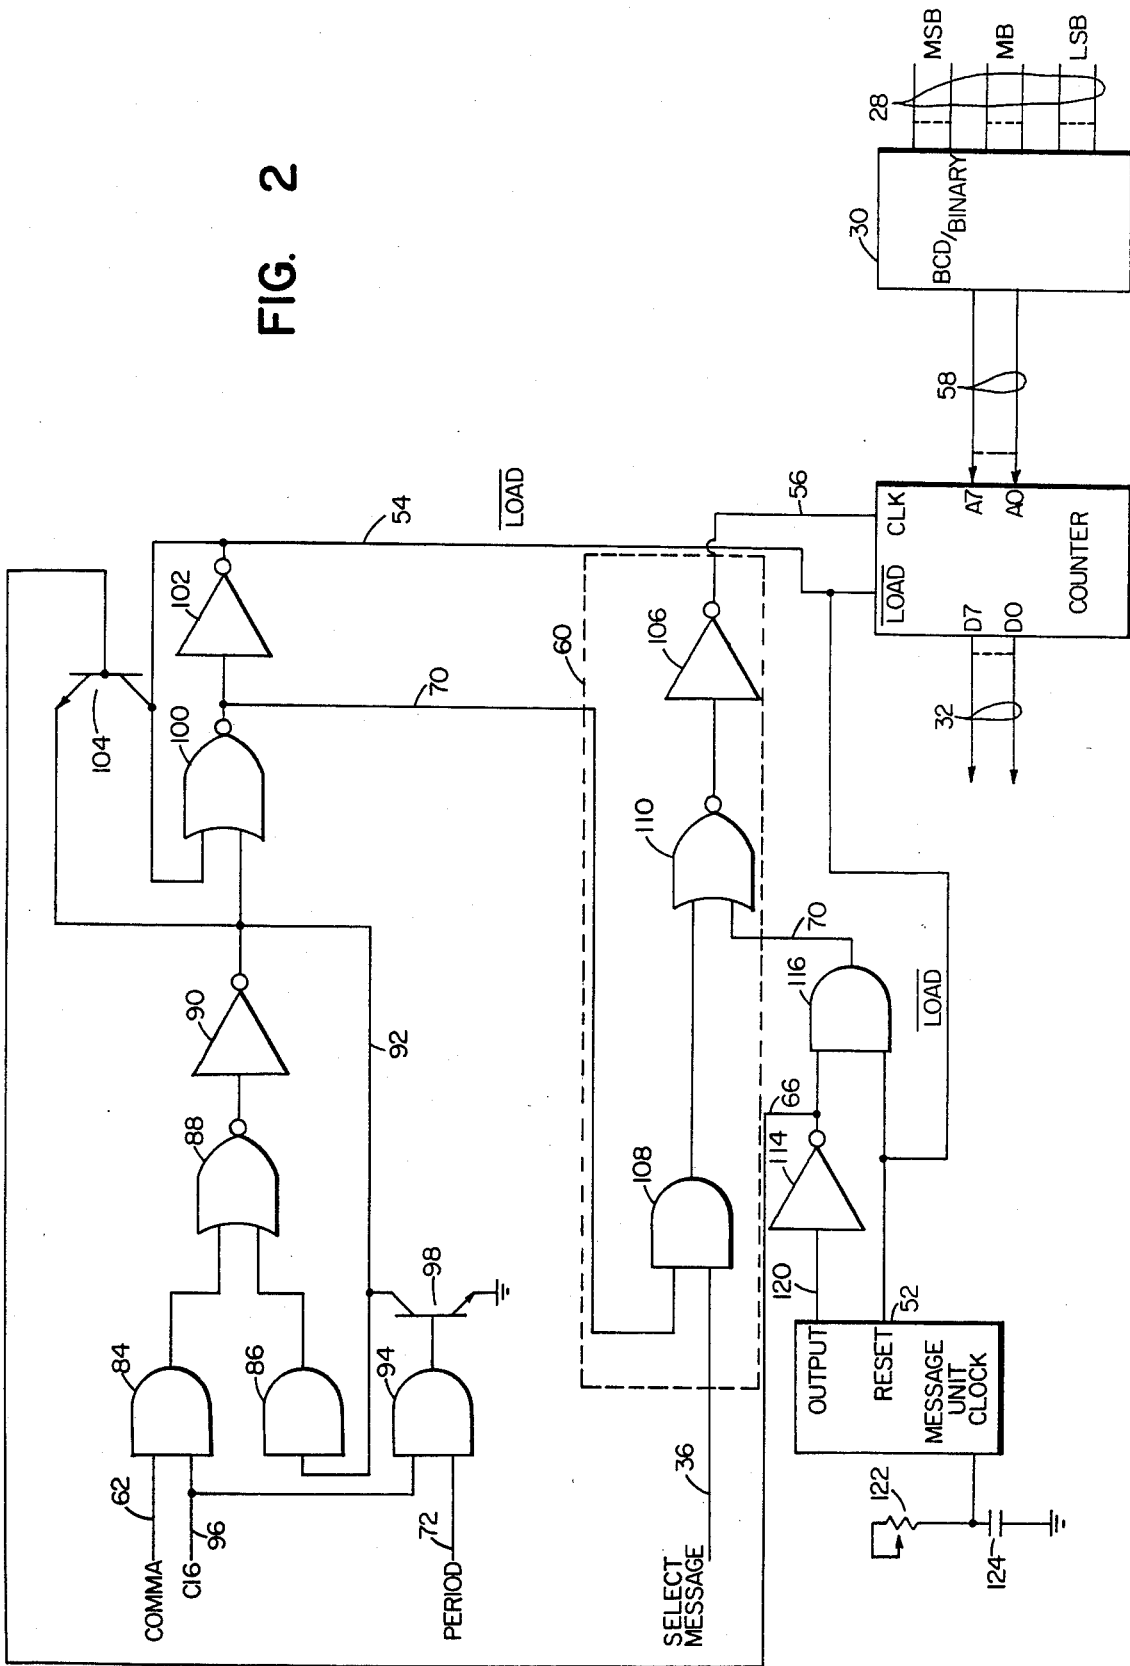 FIG. 2
COMMA
62
C16
96
PERIOD
72
84
86
94
98
88
90
92
100
102
104
70
54
LOAD
60
SELECT
MESSAGE
36
108
110
106
56
70
66
114
116
LOAD
120
OUTPUT
RESET
52
MESSAGE
UNIT
CLOCK
122
124
LOAD
CLK
D7
A7
D0
A0
COUNTER
32
58
30
BCD/BINARY
28
MSB
MB
LSB